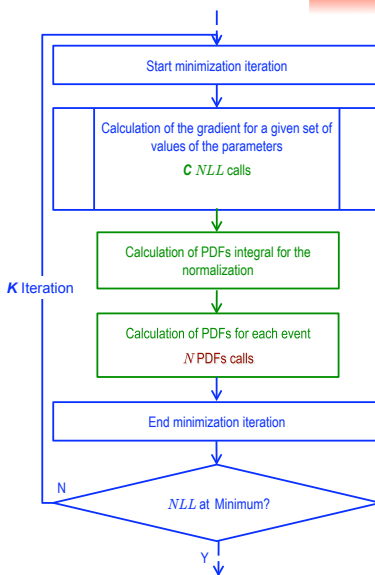 Start minimization iteration
Calculation of the gradient for a given set of
values of the parameters
C NLL calls
Calculation of PDFs integral for the
normalization
K Iteration
Calculation of PDFs for each event
N PDFs calls
End minimization iteration
N
NLL at Minimum?
Y